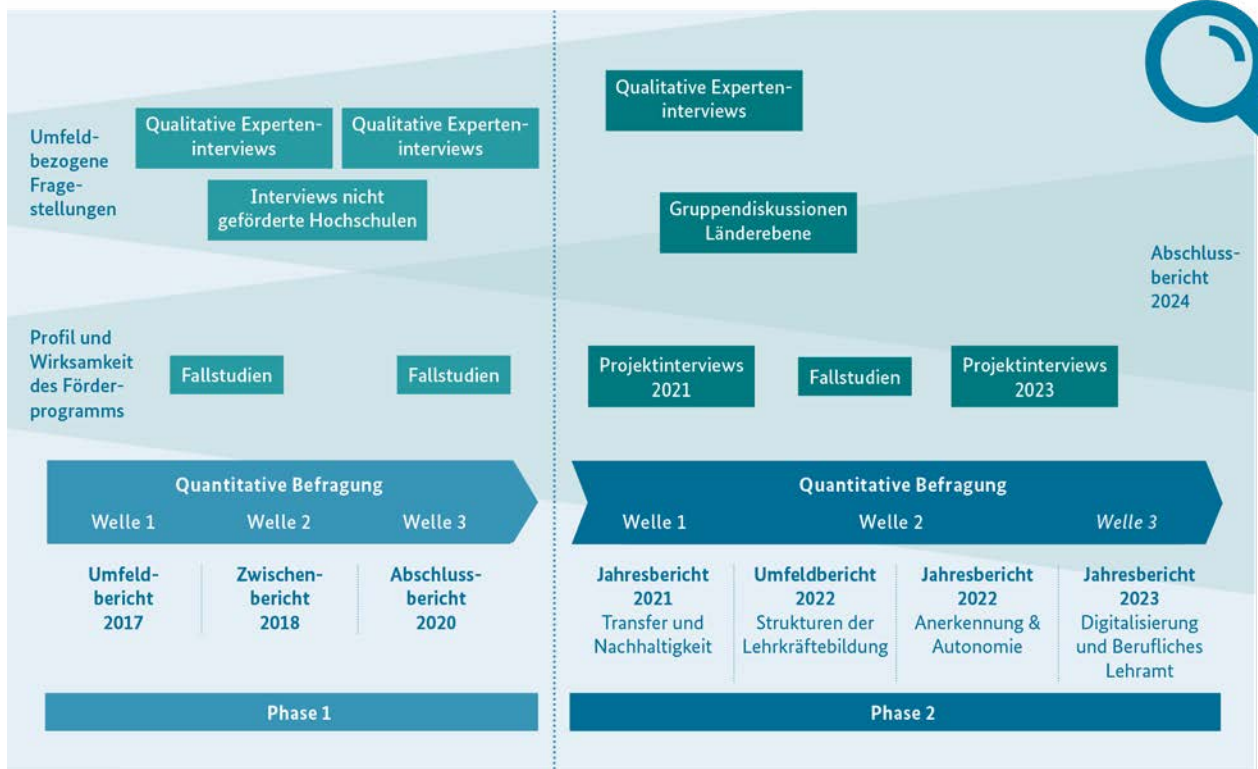 Umfeld-
bezogene
Frage-
stellungen
Qualitative Experten-
interviews
Qualitative Experten-
interviews
Interviews nicht
geförderte Hochschulen
Qualitative Experten-
interviews
Gruppendiskussionen
Länderebene
Abschluss-
bericht
2024
Profil und
Wirksamkeit
des Förder-
programms
Fallstudien
Fallstudien
Projektinterviews
2021
Fallstudien
Projektinterviews
2023
Quantitative Befragung
Welle 1
Welle 2
Welle 3
Quantitative Befragung
Welle 1
Welle 2
Welle 3
Umfeld-
bericht
2017
Zwischen-
bericht
2018
Abschluss-
bericht
2020
Jahresbericht
2021
Transfer und
Nachhaltigkeit
Umfeldbericht
2022
Strukturen der
Lehrkräftebildung
Jahresbericht
2022
Anerkennung &
Autonomie
Jahresbericht
2023
Digitalisierung
und Berufliches
Lehramt
Phase 1
Phase 2